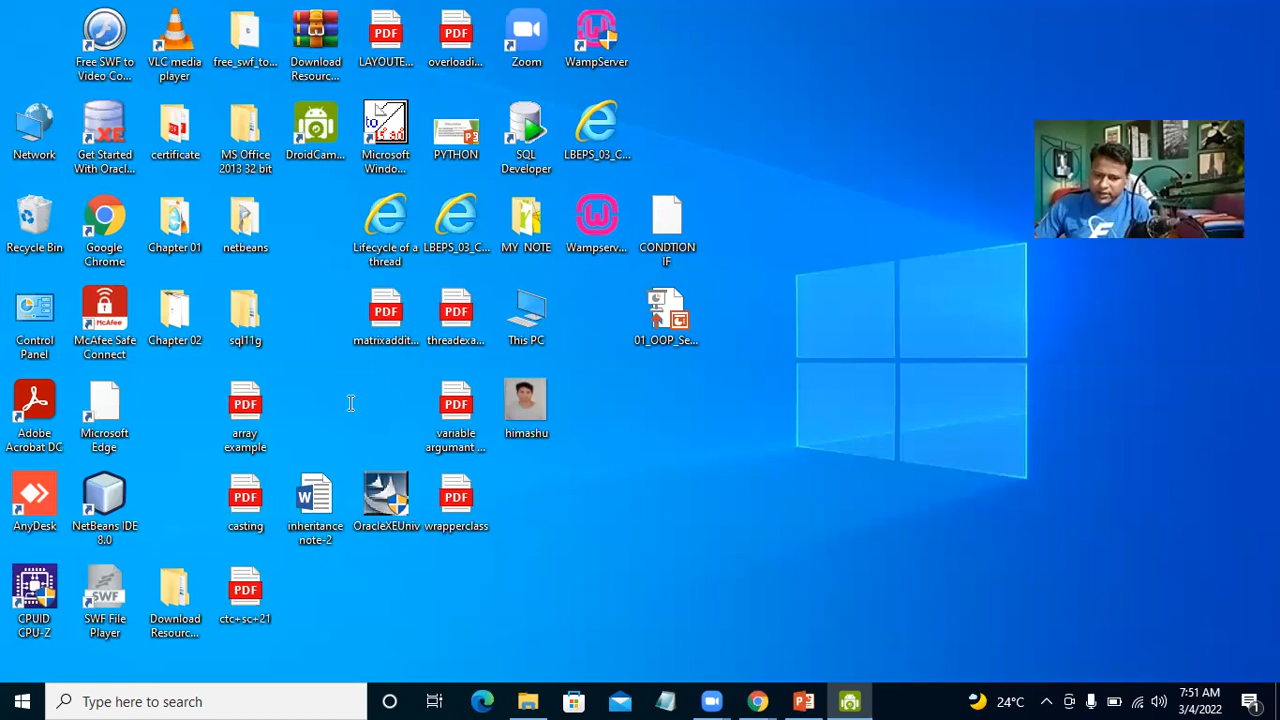 Free SWF to
Video Co...
VLC media
player
free_swf_to...
Download
Resourc...
PDF
LAYOUTE...
PDF
overloadi...
Zoom
WampServer
Network
XE
Get Started
With Oracl...
certificate
MS Office
2013 32 bit
DroidCam...
Microsoft
Windo...
PYTHON
SQL
Developer
LBEPS_03_C...
Recycle Bin
Google
Chrome
Chapter 01
netbeans
Lifecycle of a
thread
LBEPS_03_C...
MY_NOTE
Wampserv...
CONDTION
IF
Control
Panel
McAfee
McAfee Safe
Connect
Chapter 02
sql11g
PDF
matrixaddit...
PDF
threadexa...
This PC
01_OOP_Se...
Adobe
Acrobat DC
Microsoft
Edge
PDF
array
example
PDF
variable
argumant ...
himashu
AnyDesk
NetBeans IDE
8.0
PDF
casting
inheritance
note-2
OracleXEUniv
PDF
wrapperclass
CPUID
CPU-Z
SWF
SWF File
Player
Download
Resourc...
PDF
ctc+sc+21
Type here to search
24°C
7:51 AM
3/4/2022
1